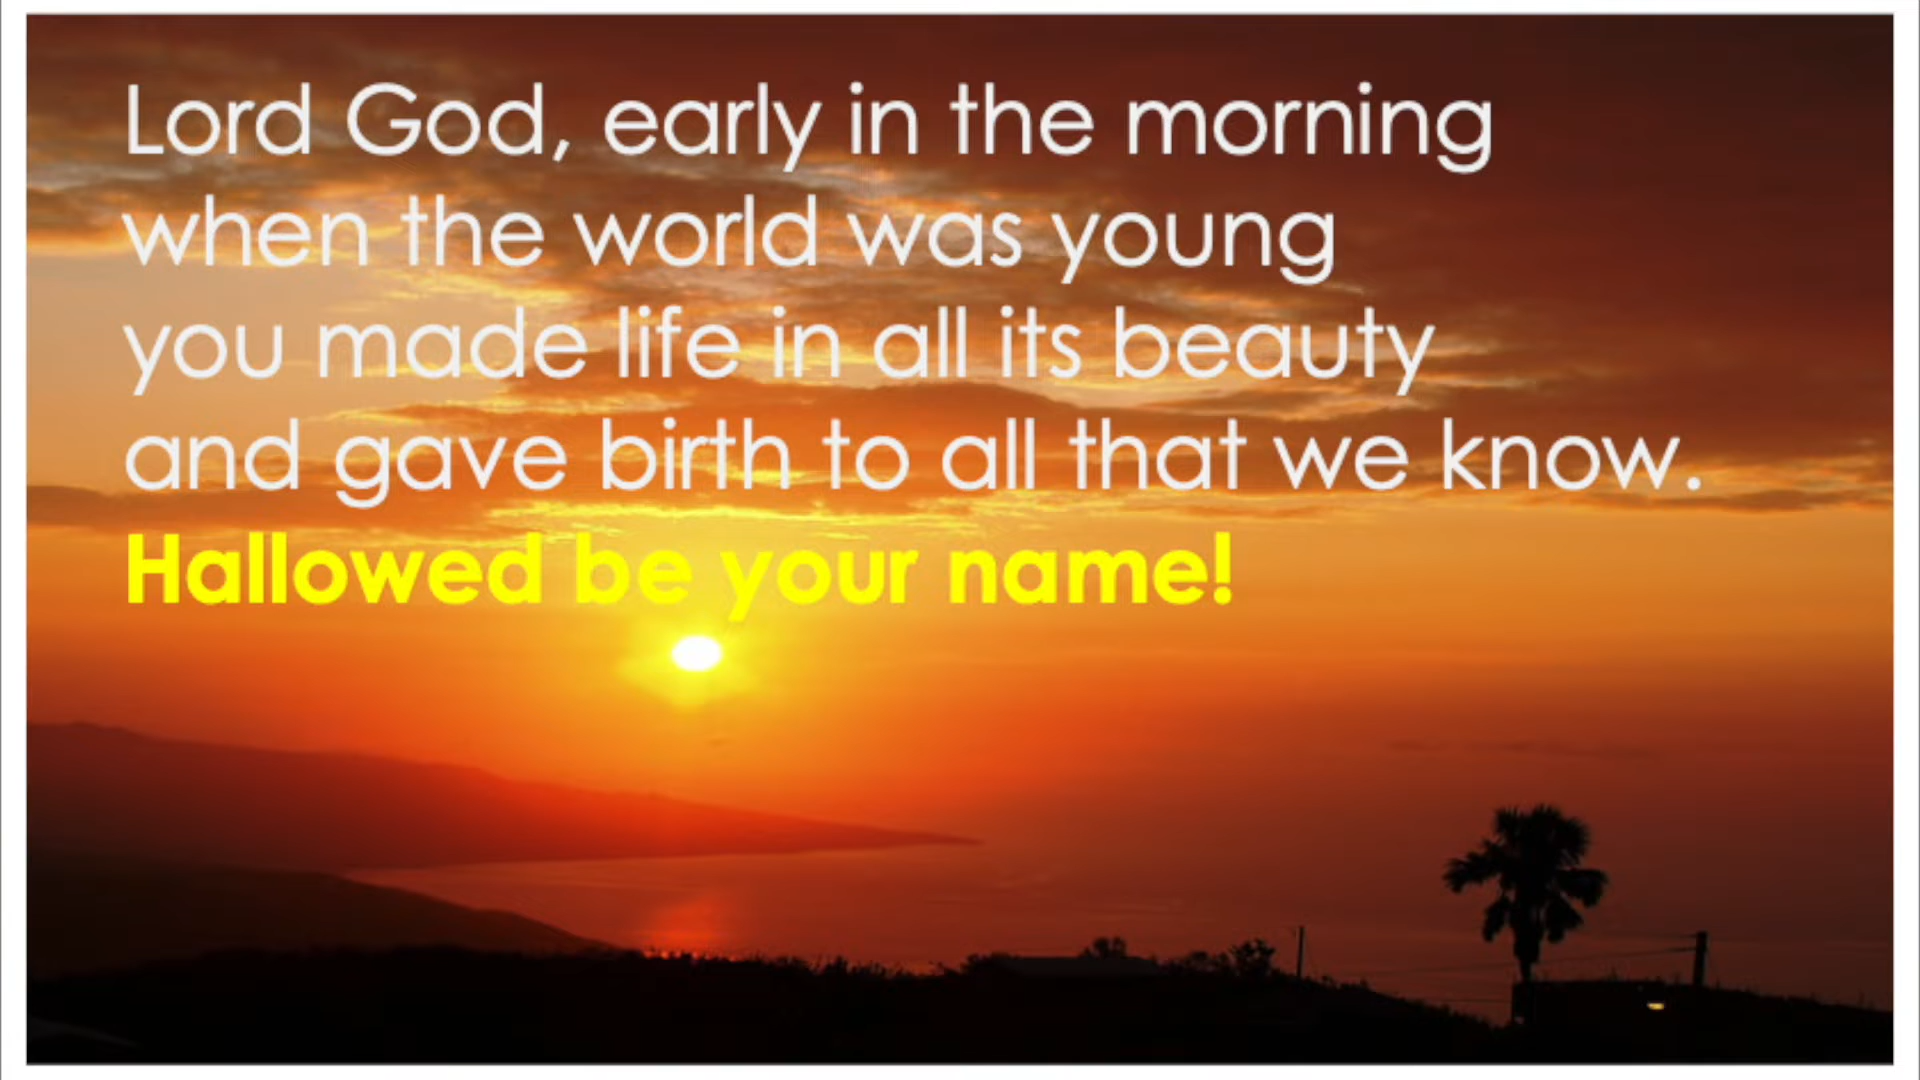 Lord God, early in the morning
when the world was young
you made life in all its beauty
and gave birth to all that we know.
Hallowed be your name!